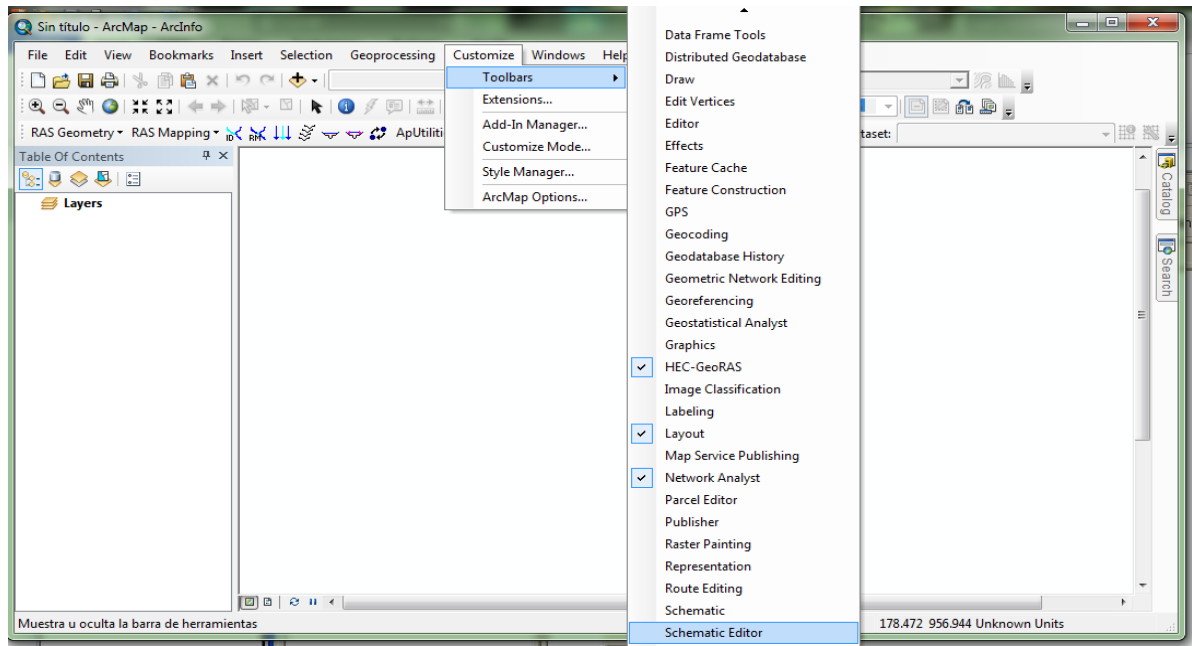 Sin título - ArcMap - ArcInfo
File Edit View Bookmarks Insert Selection Geoprocessing Customize Windows Help
RAS Geometry RAS Mapping ID RAS ApUtiliti taset:
Table Of Contents
Layers
Toolbars
Extensions...
Add-In Manager...
Customize Mode...
Style Manager...
ArcMap Options...
Data Frame Tools
Distributed Geodatabase
Draw
Edit Vertices
Editor
Effects
Feature Cache
Feature Construction
GPS
Geocoding
Geodatabase History
Geometric Network Editing
Georeferencing
Geostatistical Analyst
Graphics
HEC-GeoRAS
Image Classification
Labeling
Layout
Map Service Publishing
Network Analyst
Parcel Editor
Publisher
Raster Painting
Representation
Route Editing
Schematic
Schematic Editor
Catalog
Search
Muestra u oculta la barra de herramientas
178.472 956.944 Unknown Units